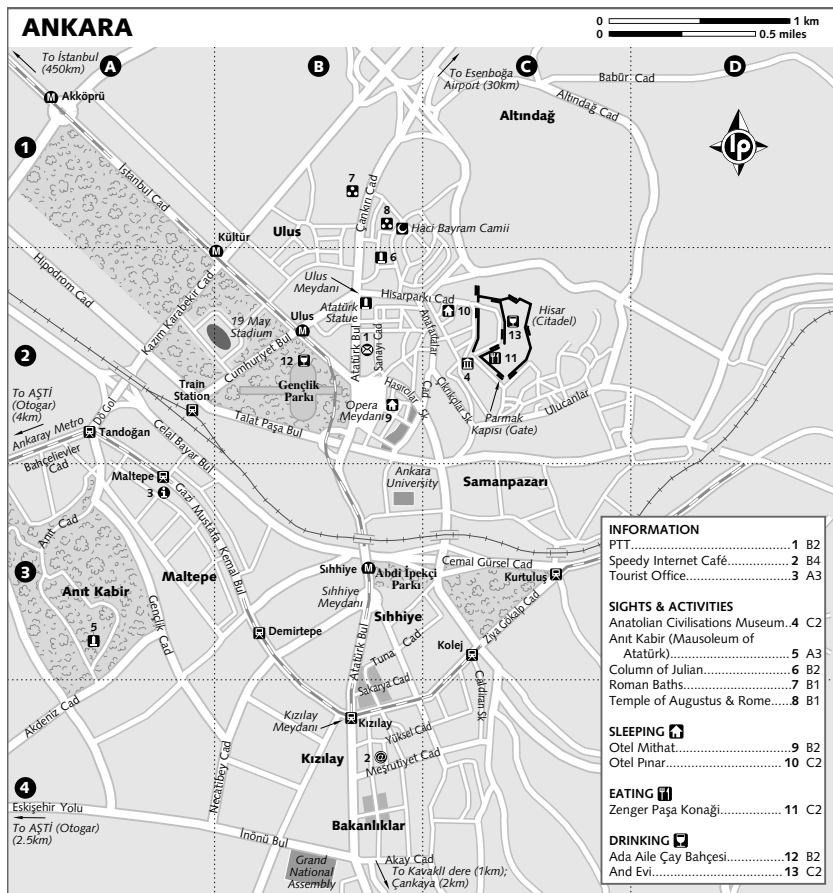 ANKARA
0 1 km
0 0.5 miles
To İstanbul
(450km)
A
B
To Esenboğa
Airport (30km)
C
D
Babür Cad
Akköprü
Altındağ
Altındağ Cad
lp
1
İstanbul Cad
7
Çankırı Cad
8
Hacı Bayram Camii
Ulus
Kültür
6
Hipodrom Cad
Kazım Karabekir Cad
Ulus
Meydanı
Hisarparkı Cad
Atatürk
Statue
10
Anafartalar
Cad
Hisar
(Citadel)
13
19 May
Stadium
Ulus
1
Sanayi Cad
Atatürk Bul
2
Cumhuriyet Bul
12
11
4
To AŞTİ
(Otogar)
(4km)
Train
Station
Gençlik
Parkı
Hasırcılar
Sk
Çıkrıkçılar Sk
Ulucanlar
Opera
Meydanı
9
Parmak
Kapısı (Gate)
Ankaray Metro
Dö Gol
Tandoğan
Talat Paşa Bul
Celal Bayar Bul
Bahçelievler
Cad
Maltepe
3
Ankara
University
Samanpazarı
Gazi Mustafa Kemal Bul
Anıt Cad
3
Sıhhiye
Abdi İpekçi
Parkı
Cemal Gürsel Cad
Kurtuluş
Maltepe
Anıt Kabir
Gençlik Cad
Sıhhiye
Meydanı
Sıhhiye
Ziya Gökalp Cad
5
Demirtepe
Atatürk Bul
Tuna Cad
Kolej
Sakarya Cad
Caldıran Sk
Akdeniz Cad
Kızılay
Meydanı
Kızılay
Necatibey Cad
Yüksel Cad
Kızılay
2 @
Meşrutiyet Cad
4
Eskişehir Yolu
Bakanlıklar
To AŞTİ (Otogar)
(2.5km)
İnönü Bul
Grand
National
Assembly
Akay Cad
To Kavaklı dere (1km);
Çankaya (2km)
INFORMATION
PTT 1 B2
Speedy Internet Café 2 B4
Tourist Office 3 A3
SIGHTS & ACTIVITIES
Anatolian Civilisations Museum 4 C2
Anıt Kabir (Mausoleum of
Atatürk) 5 A3
Column of Julian 6 B2
Roman Baths 7 B1
Temple of Augustus & Rome 8 B1
SLEEPING
Otel Mithat 9 B2
Otel Pınar 10 C2
EATING
Zenger Paşa Konaği 11 C2
DRINKING
Ada Aile Çay Bahçesi 12 B2
And Evi 13 C2